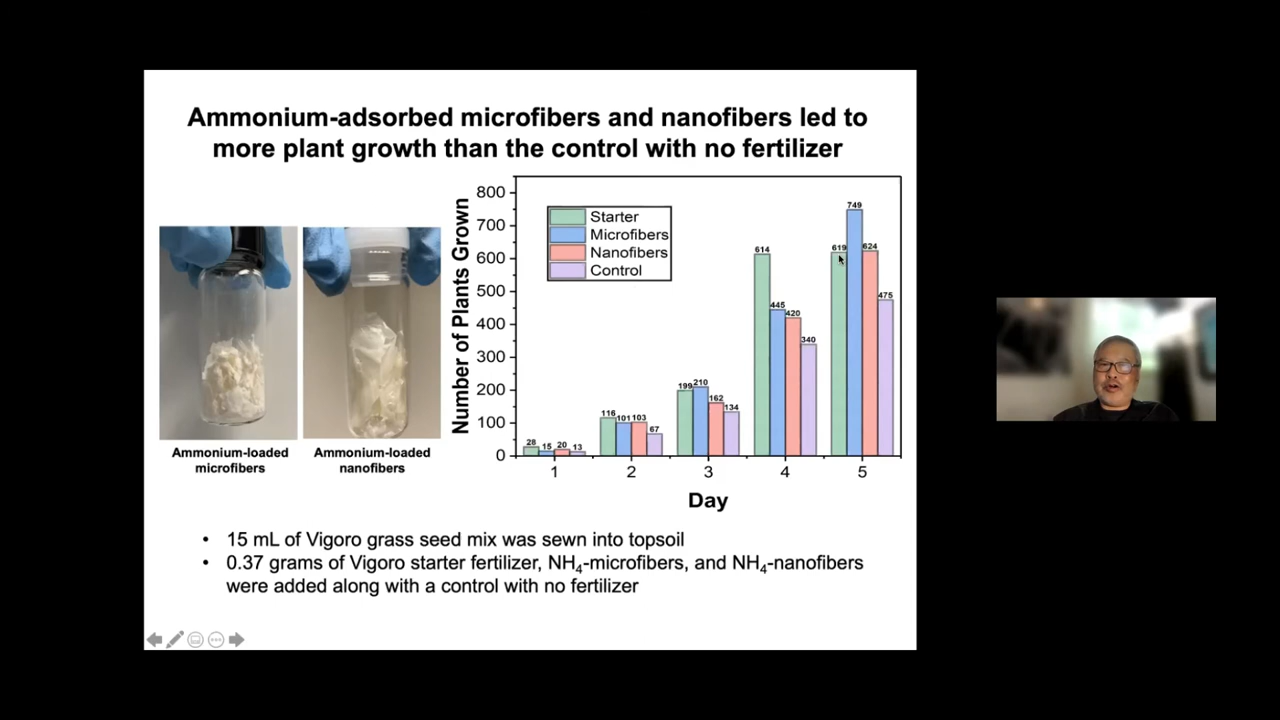 Ammonium-adsorbed microfibers and nanofibers led to
more plant growth than the control with no fertilizer
Ammonium-loaded
microfibers
Ammonium-loaded
nanofibers
Number of Plants Grown
800
700
600
500
400
300
200
100
0
Starter
Microfibers
Nanofibers
Control
28 15 20 13
116 101 103 67
199 210 162 134
614 445 420 340
619 749 624 475
1 2 3 4 5
Day
• 15 mL of Vigoro grass seed mix was sewn into topsoil
• 0.37 grams of Vigoro starter fertilizer, NH₄-microfibers, and NH₄-nanofibers
were added along with a control with no fertilizer